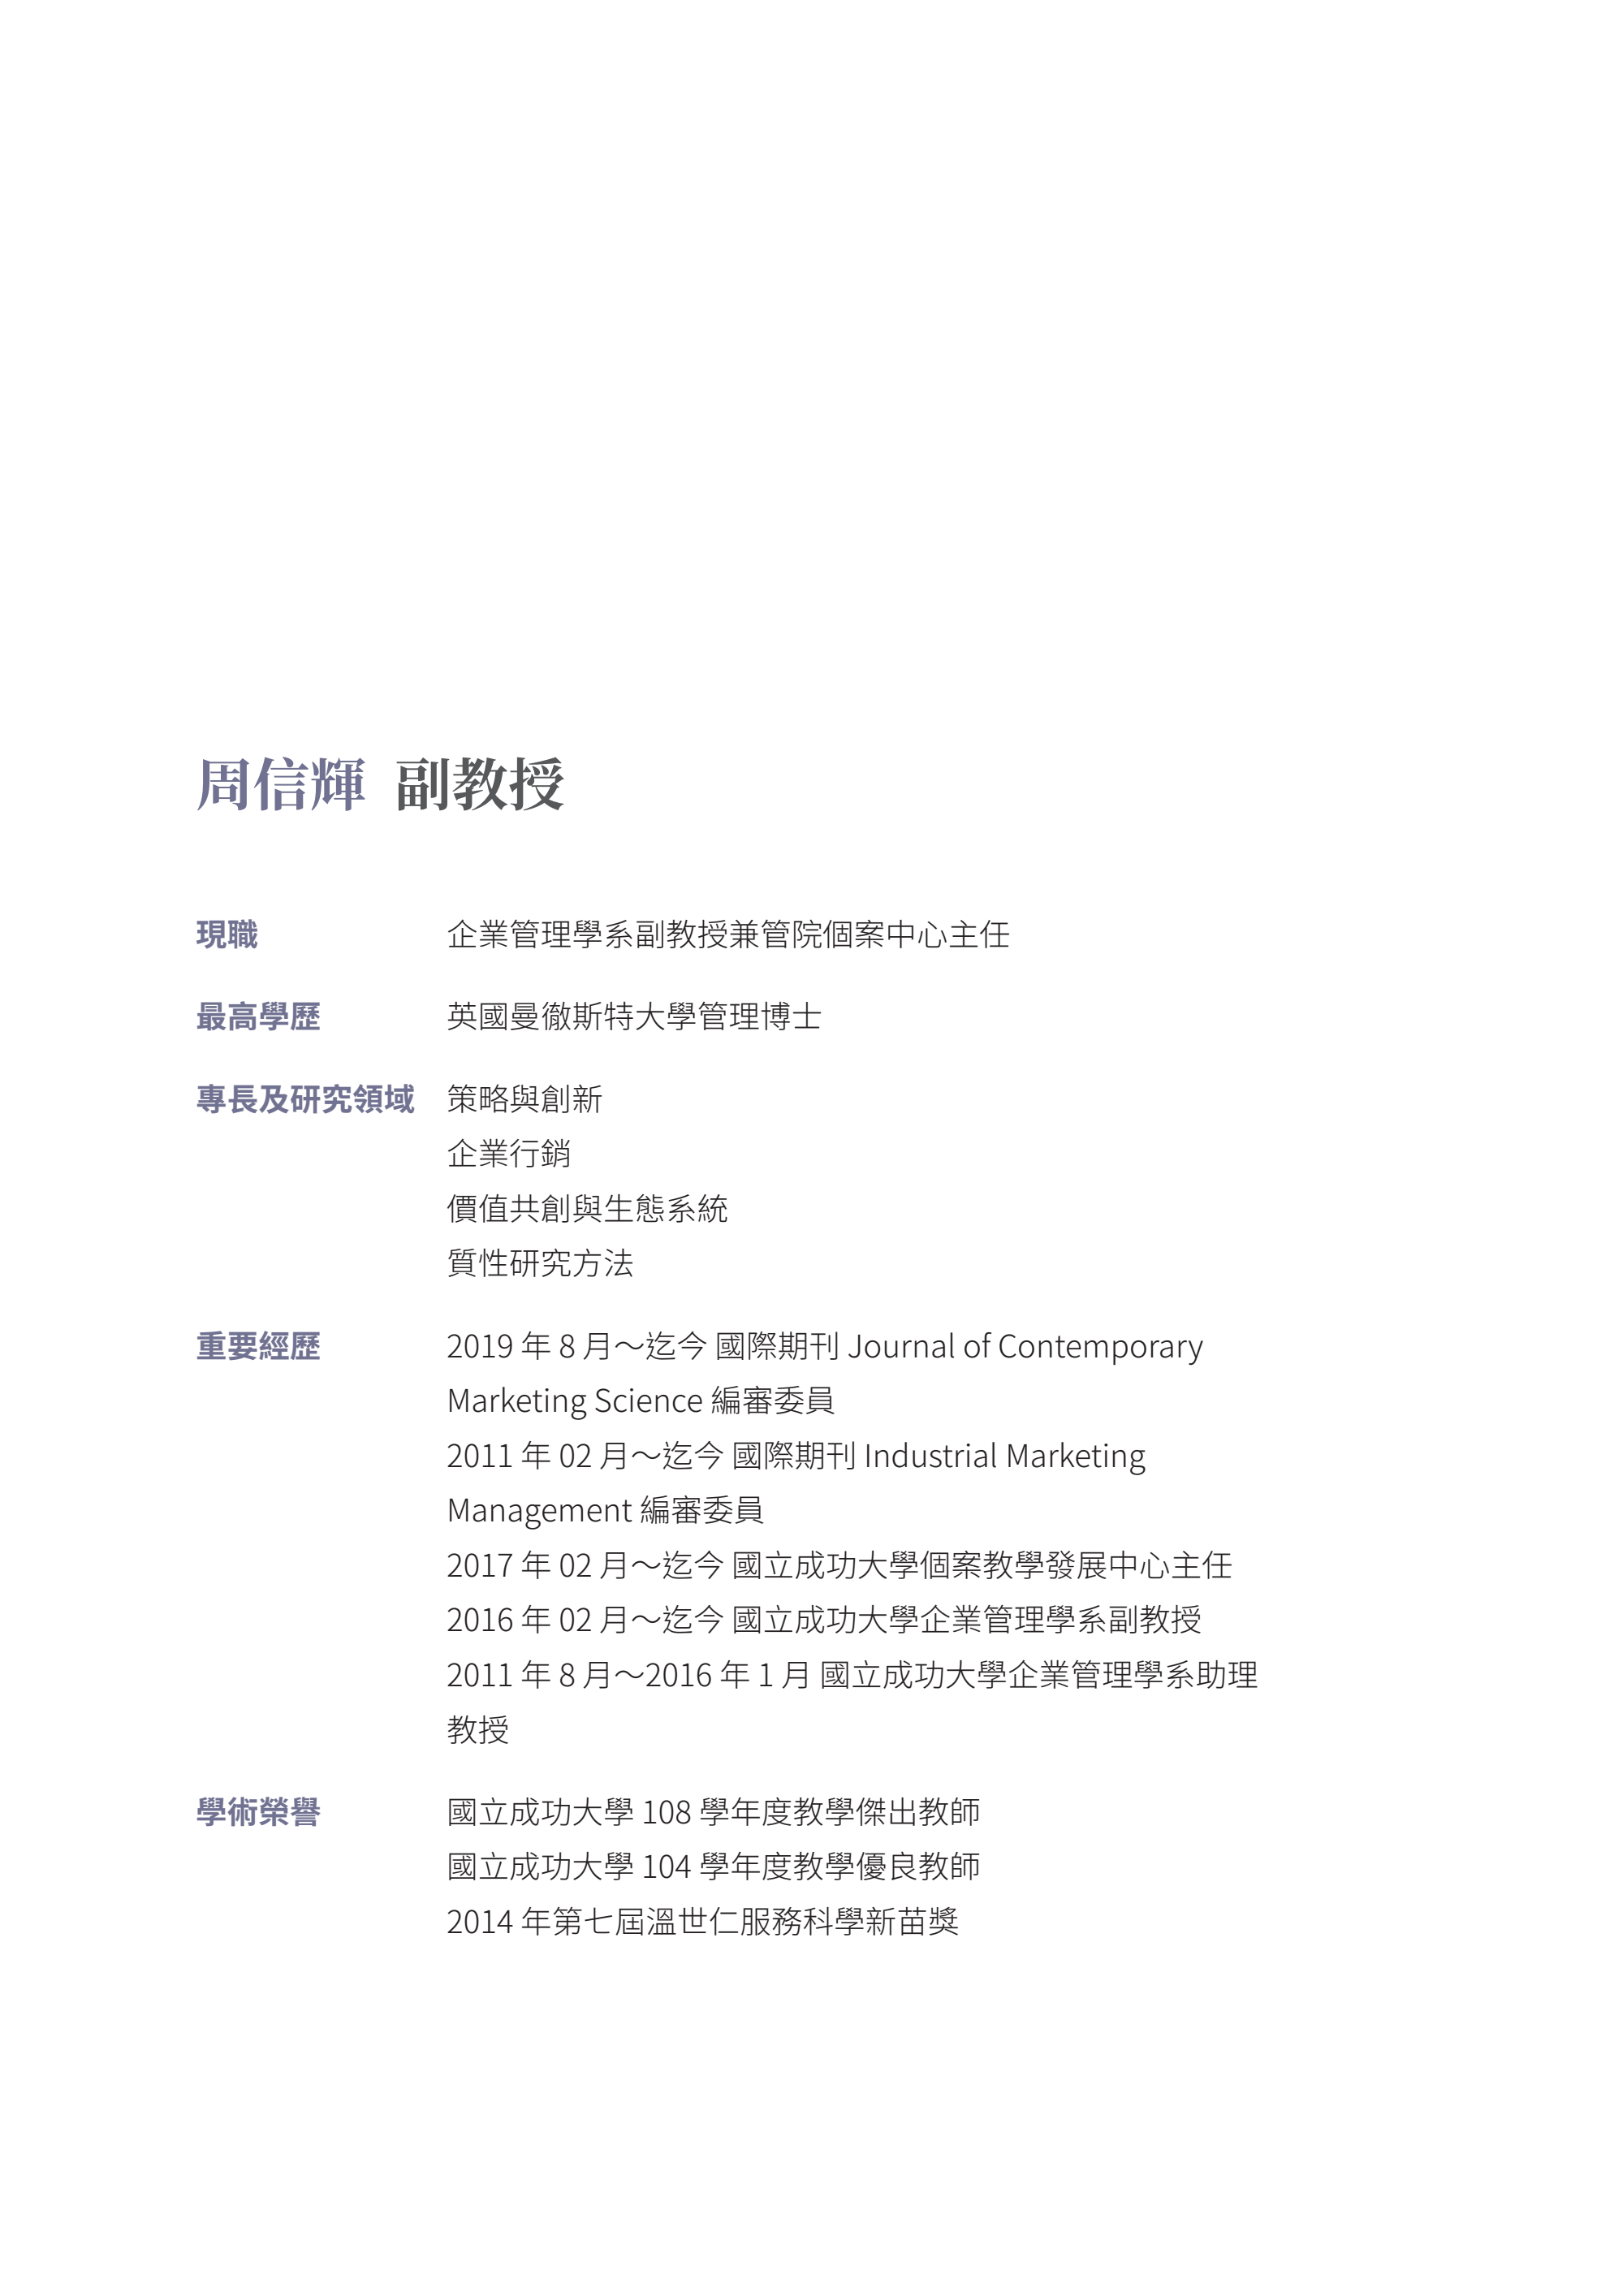 周信輝 副教授
現職 企業管理學系副教授兼管院個案中心主任
最高學歷 英國曼徹斯特大學管理博士
專長及研究領域 策略與創新
企業行銷
價值共創與生態系統
質性研究方法
重要經歷 2019 年 8 月～迄今 國際期刊 Journal of Contemporary
Marketing Science 編審委員
2011 年 02 月～迄今 國際期刊 Industrial Marketing
Management 編審委員
2017 年 02 月～迄今 國立成功大學個案教學發展中心主任
2016 年 02 月～迄今 國立成功大學企業管理學系副教授
2011 年 8 月～2016 年 1 月 國立成功大學企業管理學系助理
教授
學術榮譽 國立成功大學 108 學年度教學傑出教師
國立成功大學 104 學年度教學優良教師
2014 年第七屆溫世仁服務科學新苗獎